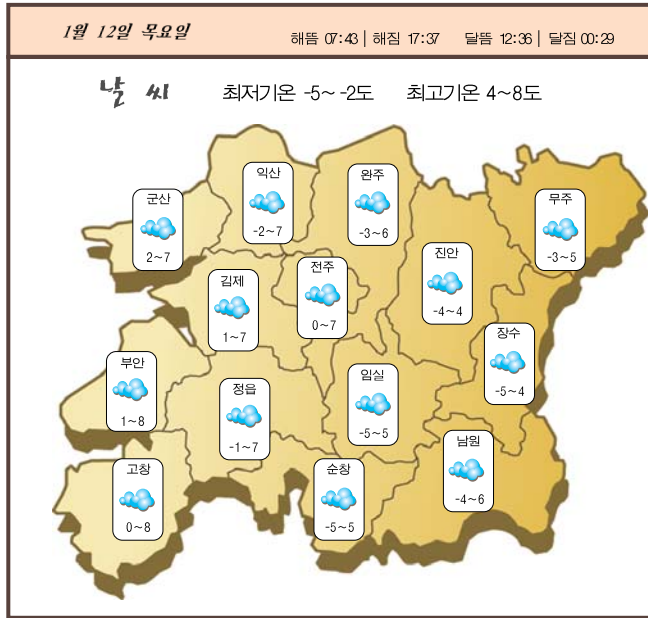 1월 12일 목요일
해뜸 07:43 | 해짐 17:37 달뜸 12:36 | 달짐 00:29
날 씨 최저기온 -5~ -2도 최고기온 4~8도
익산
-2~7
완주
-3~6
군산
2~7
무주
-3~5
진안
-4~4
전주
0~7
김제
1~7
장수
-5~4
부안
1~8
임실
-5~5
정읍
-1~7
남원
-4~6
고창
0~8
순창
-5~5